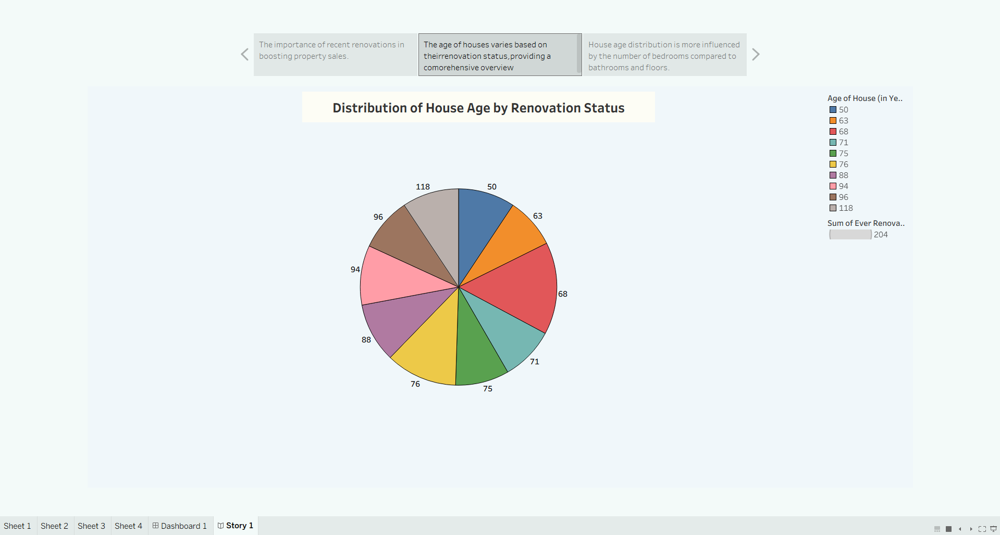 The importance of recent renovations in
boosting property sales.
The age of houses varies based on
theirrenovation status,providing a
comorehensive overview
House age distribution is more influenced
by the number of bedrooms compared to
bathrooms and floors.
Distribution of House Age by Renovation Status
Age of House (in Ye..
50
63
68
71
75
76
88
94
96
118
Sum of Ever Renova..
204
118
50
96
63
94
68
88
71
76
75
Sheet 1
Sheet 2
Sheet 3
Sheet 4
Dashboard 1
Story 1